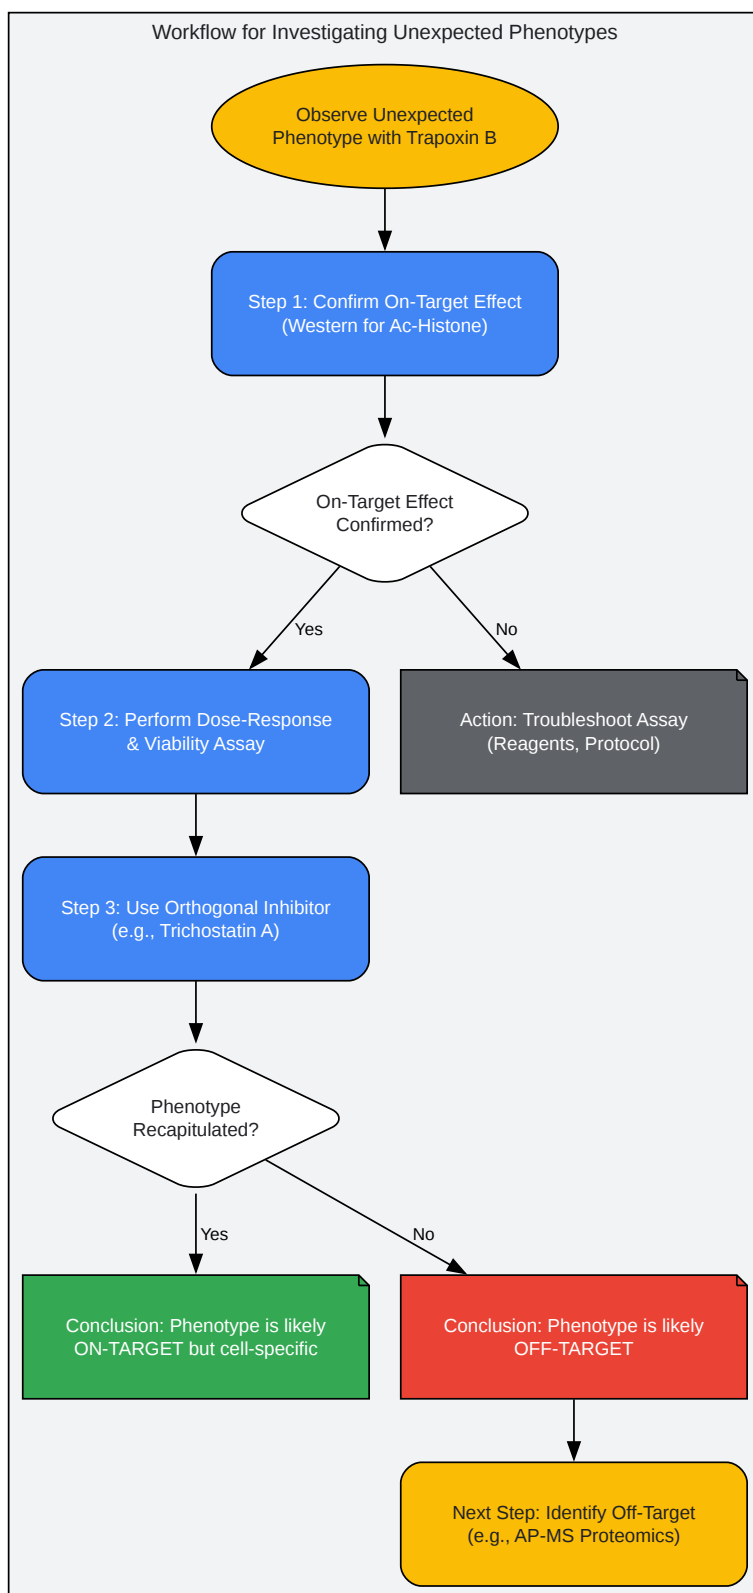 Workflow for Investigating Unexpected Phenotypes
Observe Unexpected
Phenotype with Trapoxin B
Step 1: Confirm On-Target Effect
(Western for Ac-Histone)
On-Target Effect
Confirmed?
Yes
No
Step 2: Perform Dose-Response
& Viability Assay
Action: Troubleshoot Assay
(Reagents, Protocol)
Step 3: Use Orthogonal Inhibitor
(e.g., Trichostatin A)
Phenotype
Recapitulated?
Yes
No
Conclusion: Phenotype is likely
ON-TARGET but cell-specific
Conclusion: Phenotype is likely
OFF-TARGET
Next Step: Identify Off-Target
(e.g., AP-MS Proteomics)